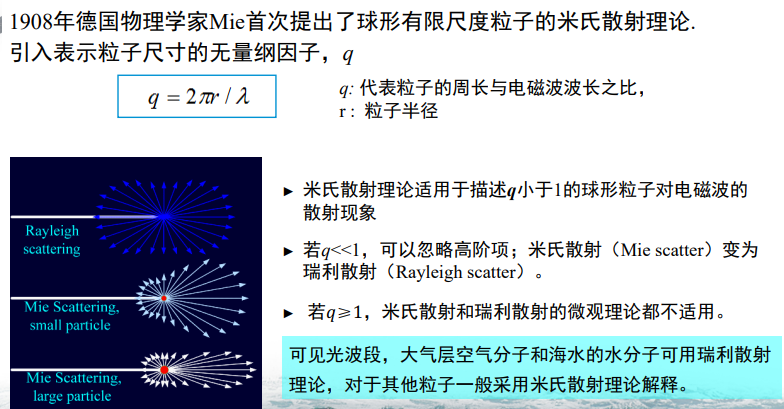 1908年德国物理学家Mie首次提出了球形有限尺度粒子的米氏散射理论.
引入表示粒子尺寸的无量纲因子，q
q = 2πr / λ
q: 代表粒子的周长与电磁波波长之比，
r： 粒子半径
Rayleigh
scattering
Mie Scattering,
small particle
Mie Scattering,
large particle
► 米氏散射理论适用于描述q小于1的球形粒子对电磁波的
散射现象
► 若q<<1，可以忽略高阶项；米氏散射（Mie scatter）变为
瑞利散射（Rayleigh scatter）。
► 若q⩾1，米氏散射和瑞利散射的微观理论都不适用。
可见光波段，大气层空气分子和海水的水分子可用瑞利散射
理论，对于其他粒子一般采用米氏散射理论解释。